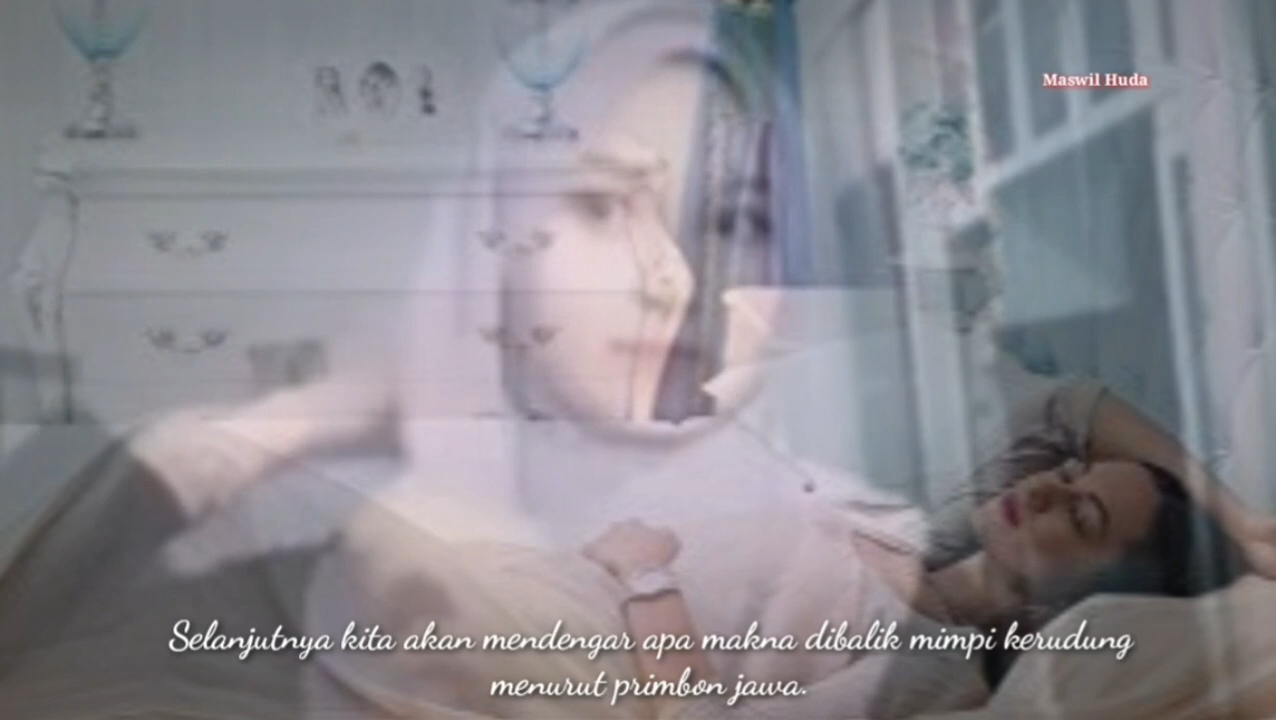 Maswil Huda
Selanjutnya kita akan mendengar apa makna dibalik mimpi kerudung
menurut primbon jawa.